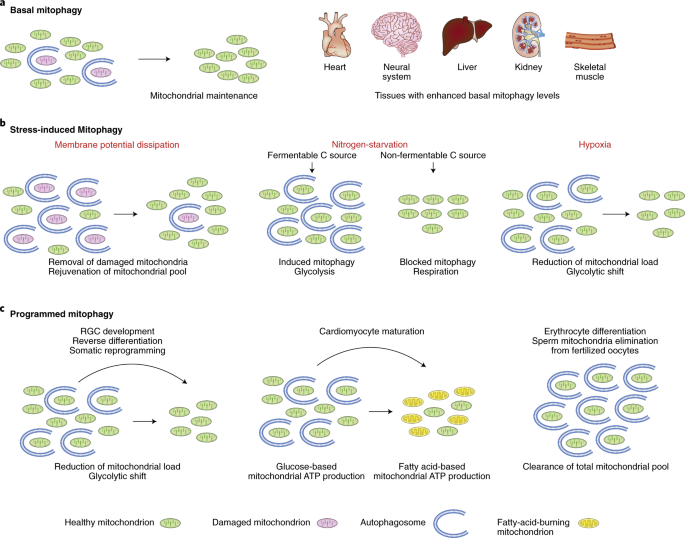 a
Basal mitophagy
Mitochondrial maintenance
Heart
Neural
system
Liver
Kidney
Skeletal
muscle
Tissues with enhanced basal mitophagy levels
b
Stress-induced Mitophagy
Membrane potential dissipation
Removal of damaged mitochondria
Rejuvenation of mitochondrial pool
Nitrogen-starvation
Fermentable C source
Non-fermentable C source
Induced mitophagy
Glycolysis
Blocked mitophagy
Respiration
Hypoxia
Reduction of mitochondrial load
Glycolytic shift
c
Programmed mitophagy
RGC development
Reverse differentiation
Somatic reprogramming
Reduction of mitochondrial load
Glycolytic shift
Cardiomyocyte maturation
Glucose-based
mitochondrial ATP production
Fatty acid-based
mitochondrial ATP production
Erythrocyte differentiation
Sperm mitochondria elimination
from fertilized oocytes
Clearance of total mitochondrial pool
Healthy mitochondrion
Damaged mitochondrion
Autophagosome
Fatty-acid-burning
mitochondrion